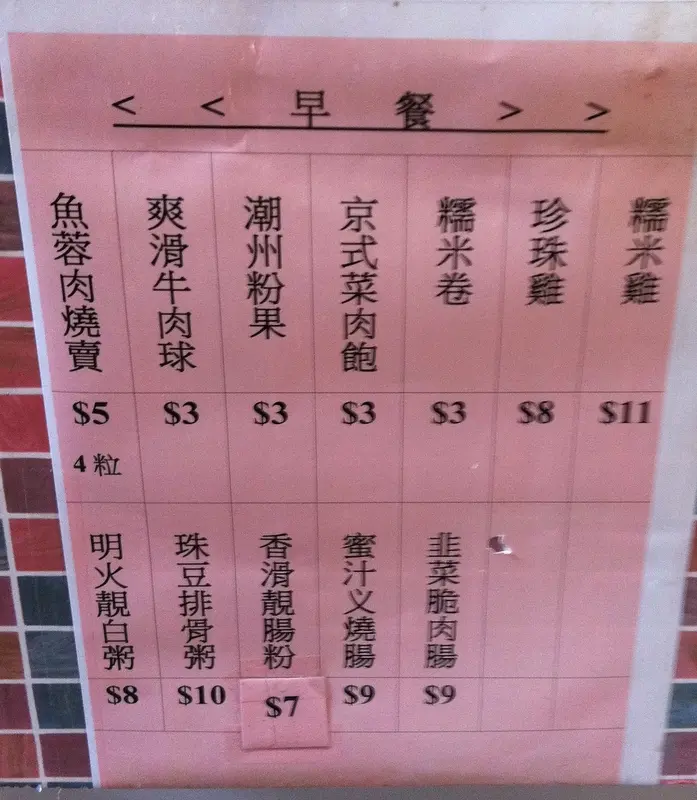 < < 早 餐 > >
糯米雞
珍珠雞
糯米卷
京式菜肉飽
潮州粉果
爽滑牛肉球
魚蓉肉燒賣
$5 $3 $3 $3 $3 $8 $11
4 粒
韭菜脆肉腸
蜜汁义燒腸
香滑靚腸粉
珠豆排骨粥
明火靚白粥
$8 $10 $7 $9 $9